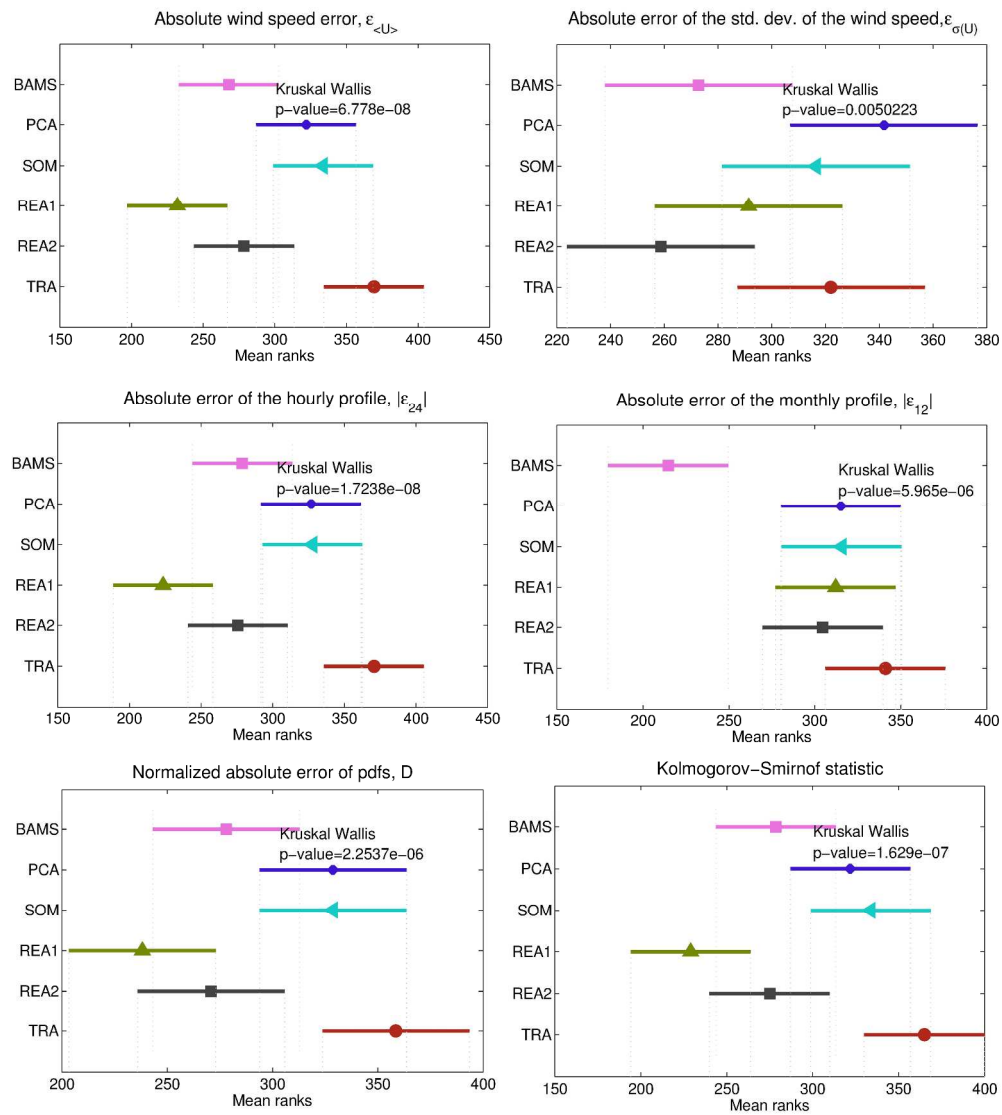 Absolute wind speed error, ε<U>
BAMS
PCA
SOM
REA1
REA2
TRA
Kruskal Wallis
p−value=6.778e−08
150 200 250 300 350 400 450
Mean ranks
Absolute error of the std. dev. of the wind speed,εσ(U)
BAMS
PCA
SOM
REA1
REA2
TRA
Kruskal Wallis
p−value=0.0050223
220 240 260 280 300 320 340 360 380
Mean ranks
Absolute error of the hourly profile, |ε24|
BAMS
PCA
SOM
REA1
REA2
TRA
Kruskal Wallis
p−value=1.7238e−08
150 200 250 300 350 400 450
Mean ranks
Absolute error of the monthly profile, |ε12|
BAMS
PCA
SOM
REA1
REA2
TRA
Kruskal Wallis
p−value=5.965e−06
150 200 250 300 350 400
Mean ranks
Normalized absolute error of pdfs, D
BAMS
PCA
SOM
REA1
REA2
TRA
Kruskal Wallis
p−value=2.2537e−06
200 250 300 350 400
Mean ranks
Kolmogorov−Smirnof statistic
BAMS
PCA
SOM
REA1
REA2
TRA
Kruskal Wallis
p−value=1.629e−07
150 200 250 300 350 400
Mean ranks